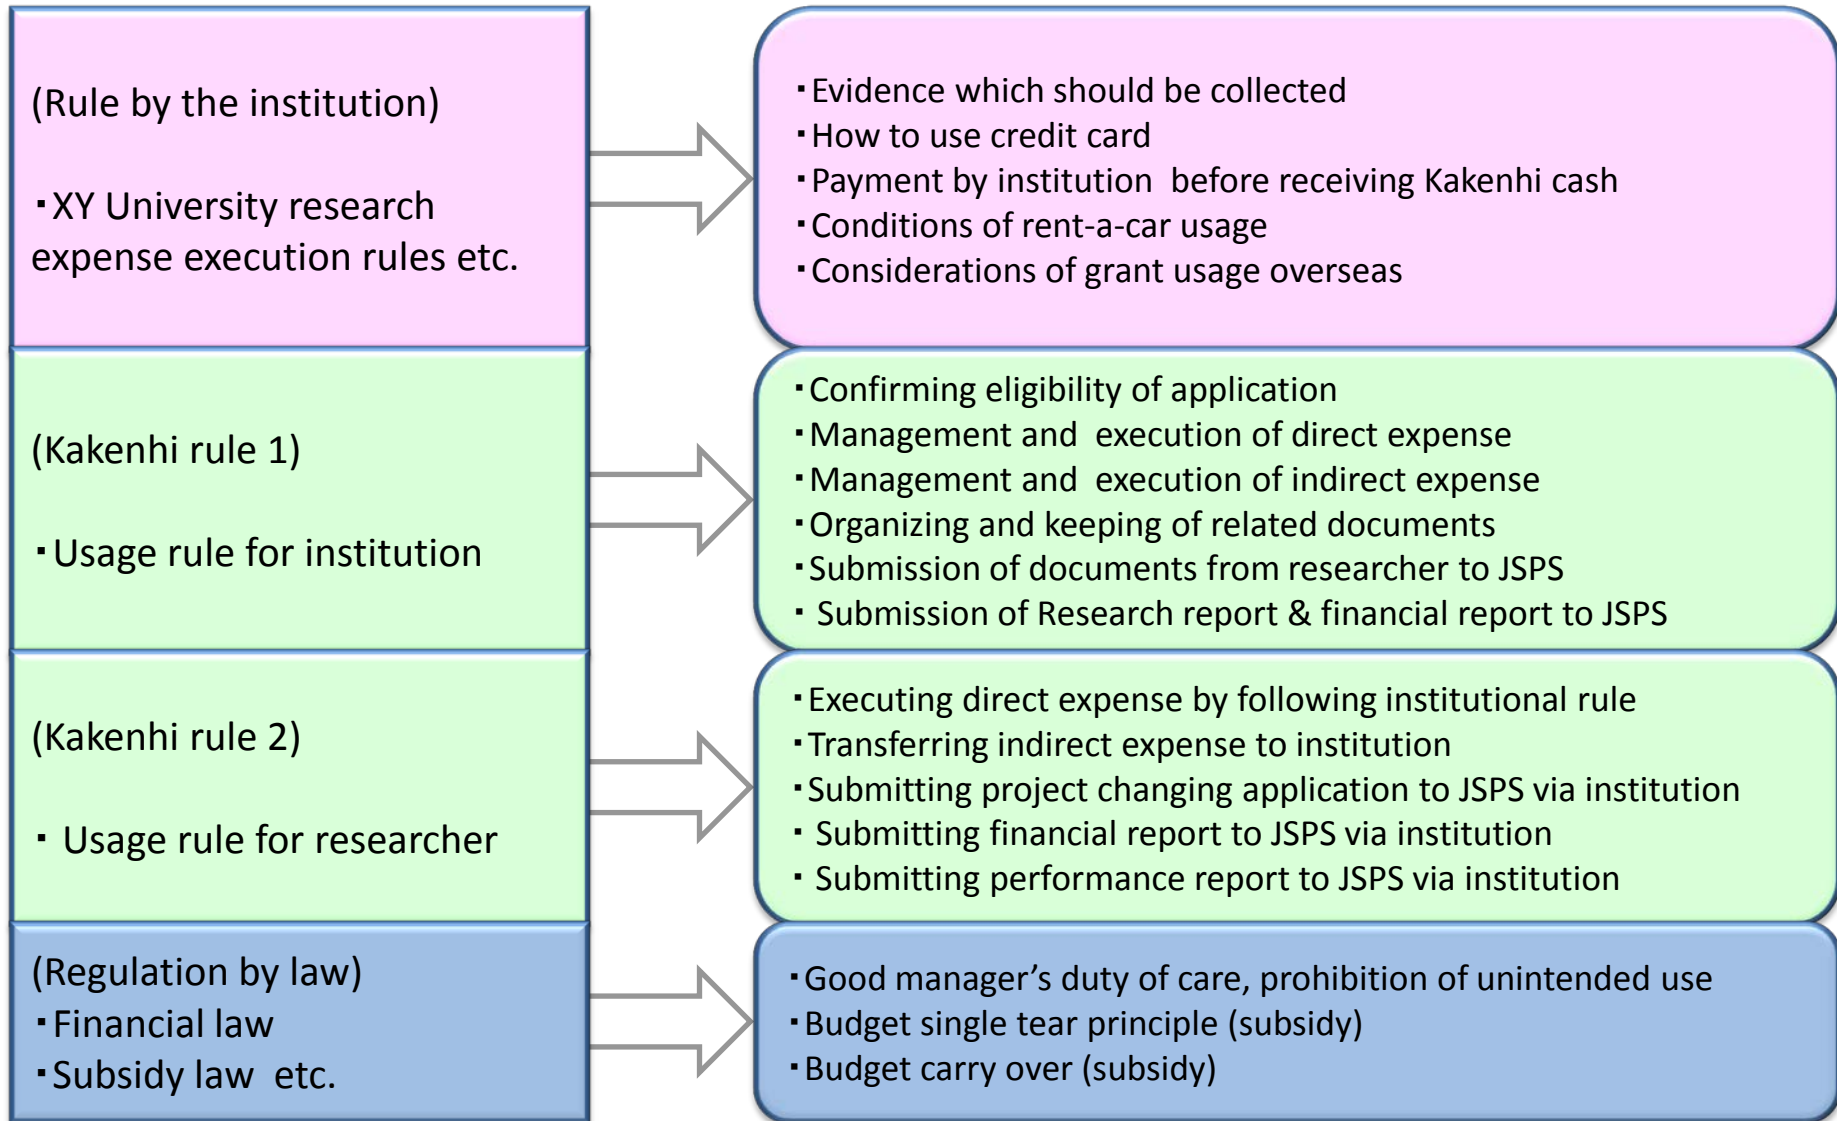 (Rule by the institution)
・XY University research
expense execution rules etc.
・Evidence which should be collected
・How to use credit card
・Payment by institution  before receiving Kakenhi cash
・Conditions of rent-a-car usage
・Considerations of grant usage overseas
(Kakenhi rule 1)
・Usage rule for institution
・Confirming eligibility of application
・Management and  execution of direct expense
・Management and  execution of indirect expense
・Organizing and keeping of related documents
・Submission of documents from researcher to JSPS
・ Submission of Research report & financial report to JSPS
(Kakenhi rule 2)
・ Usage rule for researcher
・Executing direct expense by following institutional rule
・Transferring indirect expense to institution
・Submitting project changing application to JSPS via institution
・ Submitting financial report to JSPS via institution
・ Submitting performance report to JSPS via institution
(Regulation by law)
・Financial law
・Subsidy law  etc.
・Good manager’s duty of care, prohibition of unintended use
・Budget single tear principle (subsidy)
・Budget carry over (subsidy)